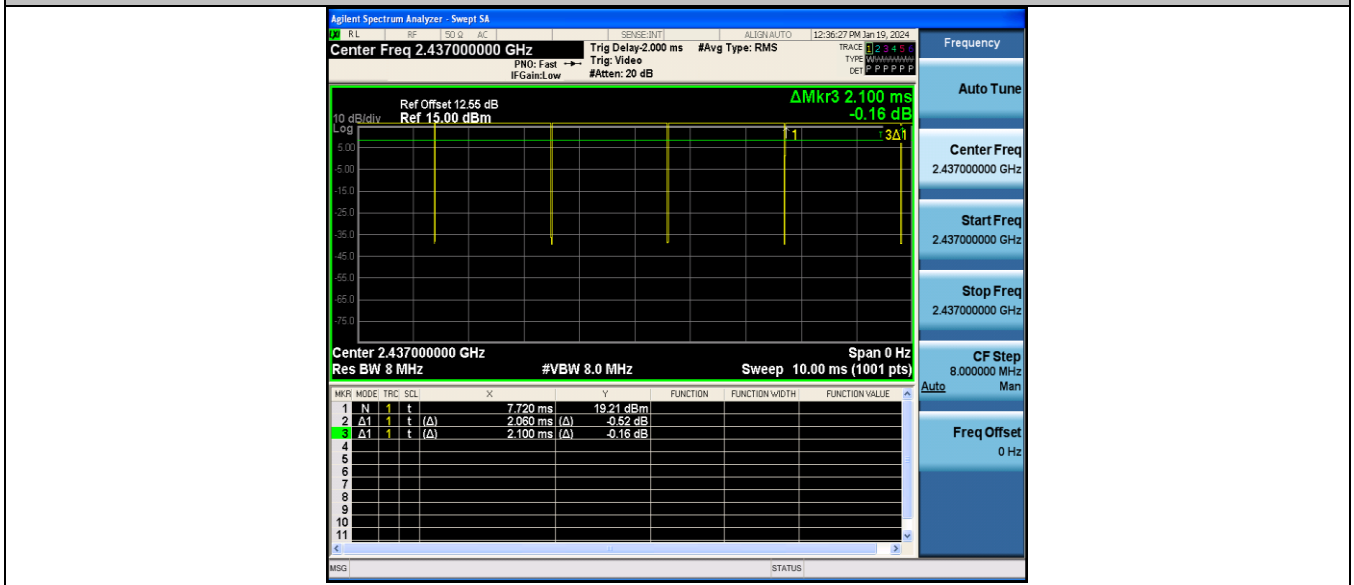 Agilent Spectrum Analyzer - Swept SA
RL RF 50 Ω AC SENSE:INT ALIGN AUTO 12:36:27 PM Jan 19, 2024
Center Freq 2.437000000 GHz
PNO: Fast
IFGain:Low
Trig Delay-2.000 ms
Trig: Video
#Atten: 20 dB
#Avg Type: RMS
TRACE 1 2 3 4 5 6
TYPE W
DET P P P P P P
Frequency
Auto Tune
Center Freq
2.437000000 GHz
Start Freq
2.437000000 GHz
Stop Freq
2.437000000 GHz
CF Step
8.000000 MHz
Auto Man
Freq Offset
0 Hz
ΔMkr3 2.100 ms
-0.16 dB
Ref Offset 12.55 dB
10 dB/div Ref 15.00 dBm
Log
1
3Δ1
5.00
-5.00
-15.0
-25.0
-35.0
-45.0
-55.0
-65.0
-75.0
Center 2.437000000 GHz Span 0 Hz
Res BW 8 MHz #VBW 8.0 MHz Sweep 10.00 ms (1001 pts)
MKR MODE TRC SCL X Y FUNCTION FUNCTION WIDTH FUNCTION VALUE
1 N 1 t 7.720 ms 19.21 dBm
2 Δ1 1 t (Δ) 2.060 ms (Δ) -0.52 dB
3 Δ1 1 t (Δ) 2.100 ms (Δ) -0.16 dB
4
5
6
7
8
9
10
11
MSG STATUS